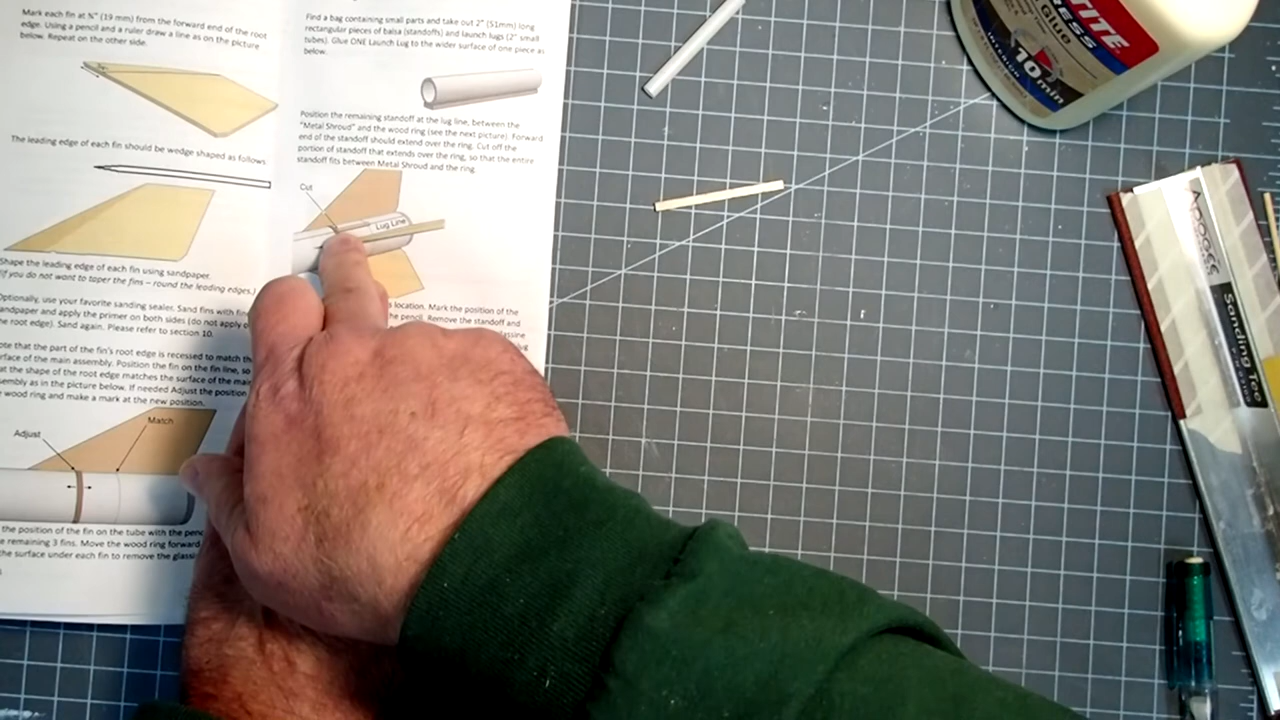 Mark each fin at ¾" (19 mm) from the forward end of the root
edge. Using a pencil and a ruler draw a line as on the picture
below. Repeat on the other side.
The leading edge of each fin should be wedge shaped as follows
Shape the leading edge of each fin using sandpaper.
(if you do not want to taper the fins – round the leading edges.)
Optionally, use your favorite sanding sealer. Sand fins with fine
sandpaper and apply the primer on both sides (do not apply o
the root edge). Sand again. Please refer to section 10.
ote that the part of the fin's root edge is recessed to match th
rface of the main assembly. Position the fin on the fin line, so
at the shape of the root edge matches the surface of the main
sembly as in the picture below. If needed Adjust the position
wood ring and make a mark at the new position.
Adjust
Match
the position of the fin on the tube with the penc
e remaining 3 fins. Move the wood ring forward
the surface under each fin to remove the glassi
Find a bag containing small parts and take out 2" (51mm) long
rectangular pieces of balsa (standoffs) and launch lugs (2" small
tubes). Glue ONE Launch Lug to the wider surface of one piece as
below.
Position the remaining standoff at the lug line, between the
"Metal Shroud" and the wood ring (see the next picture). Forward
end of the standoff should extend over the ring. Cut off the
portion of standoff that extends over the ring, so that the entire
standoff fits between Metal Shroud and the ring
Cut
Lug Line
s location. Mark the position of
he pencil. Remove the standoff and
assine
lug
TITE
Glue
RESS
10 min
INTERIOR
Sanding Tee